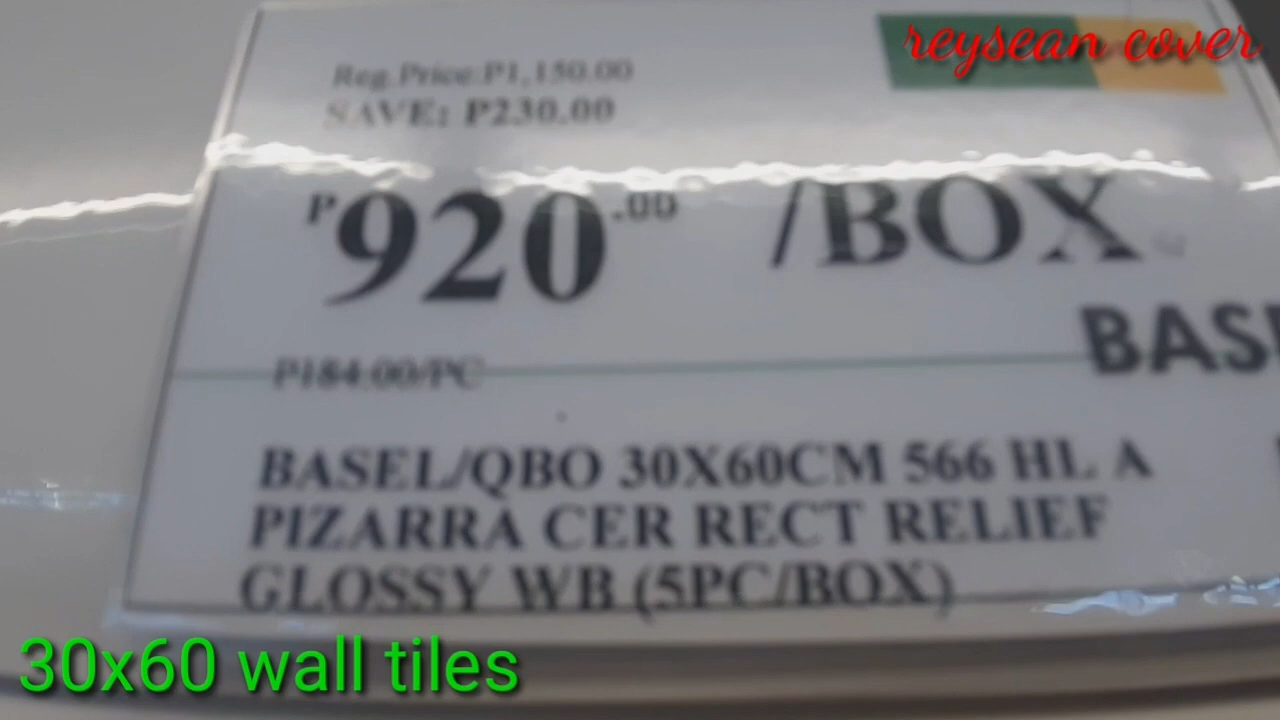 reysean cover
Reg.Price:P1,150.00
SAVE: P230.00
P920.00 /BOX
BAS
P184.00/PC
BASEL/QBO 30X60CM 566 HL A
PIZARRA CER RECT RELIEF
GLOSSY WB (5PC/BOX)
30x60 wall tiles